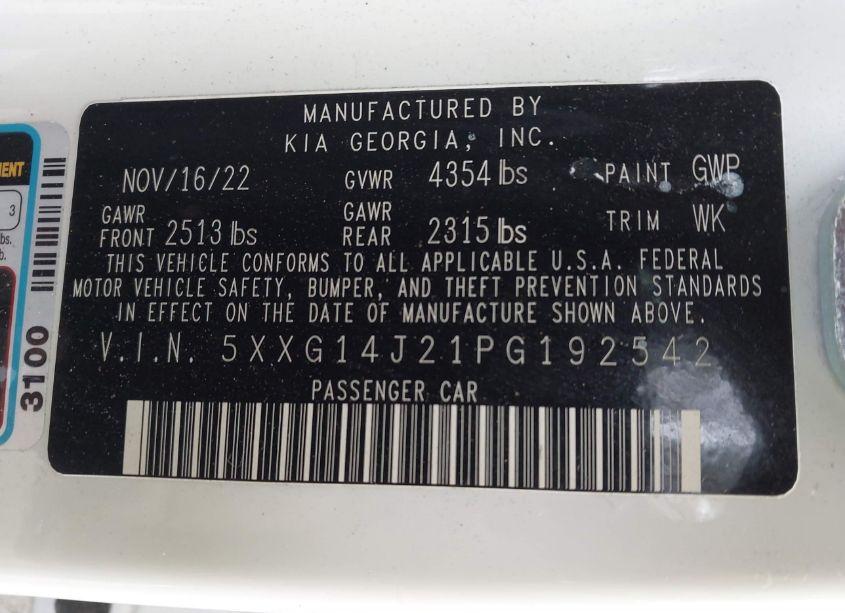 MANUFACTURED BY
KIA GEORGIA, INC.
NOV/16/22 GVWR 4354 lbs PAINT GWP
GAWR FRONT 2513 lbs GAWR REAR 2315 lbs TRIM WK
THIS VEHICLE CONFORMS TO ALL APPLICABLE U.S.A. FEDERAL
MOTOR VEHICLE SAFETY, BUMPER, AND THEFT PREVENTION STANDARDS
IN EFFECT ON THE DATE OF MANUFACTURE SHOWN ABOVE.
V.I.N. 5XXG14J21PG192542
PASSENGER CAR
3
3100